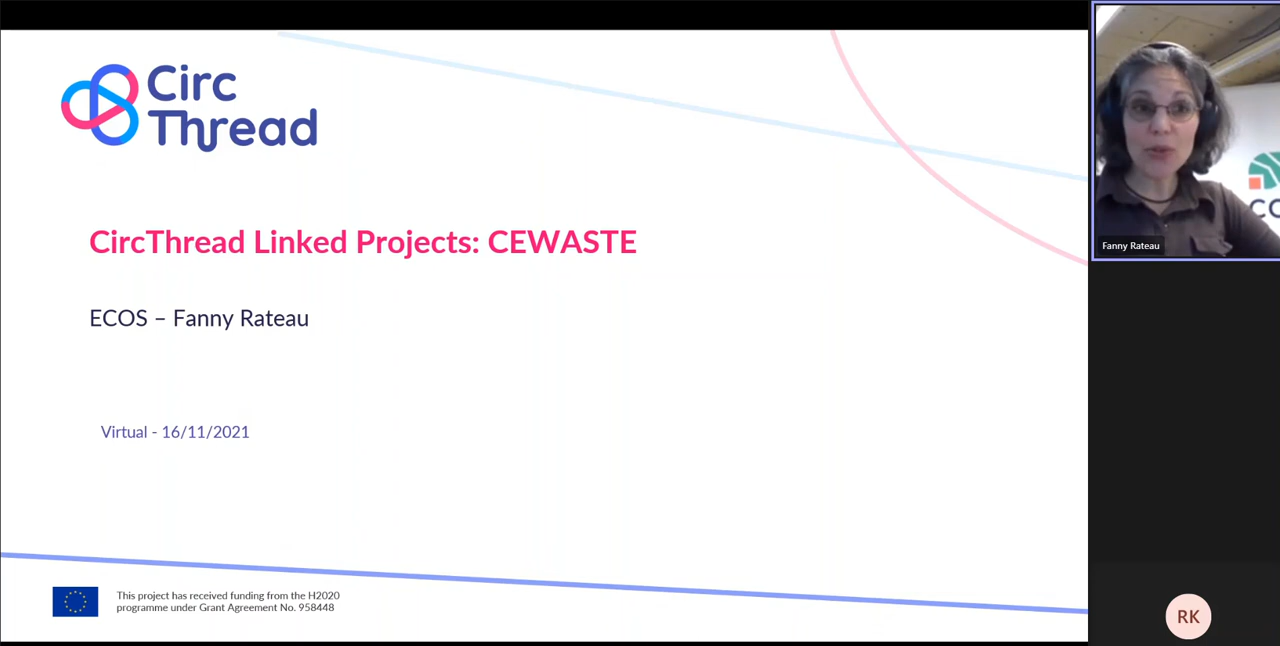 Circ
Thread
CircThread Linked Projects: CEWASTE
ECOS – Fanny Rateau
Virtual - 16/11/2021
This project has received funding from the H2020
programme under Grant Agreement No. 958448
Fanny Rateau
RK